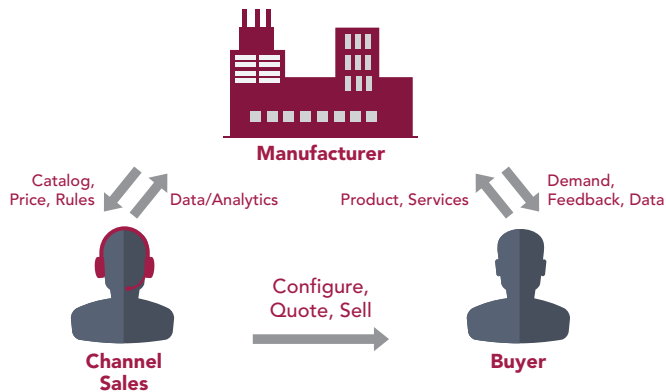 Manufacturer
Catalog,
Price, Rules
Data/Analytics
Product, Services
Demand,
Feedback, Data
Configure,
Quote, Sell
Channel
Sales
Buyer